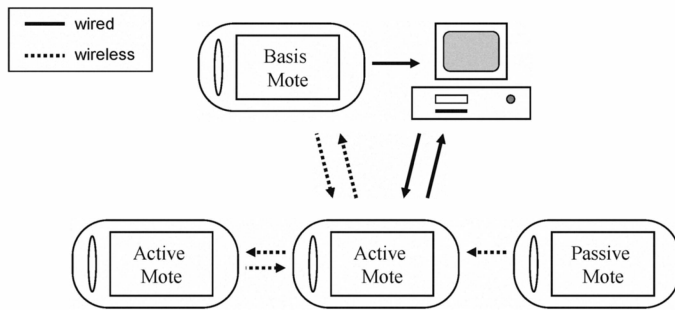 wired
wireless
Basis
Mote
Active
Mote
Active
Mote
Passive
Mote